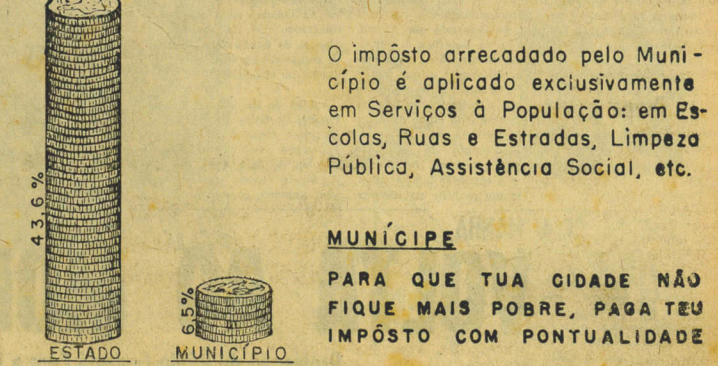 43,6%
ESTADO
6,5%
MUNICÍPIO
O impôsto arrecadado pelo Muni-
cípio é aplicado exclusivamente
em Serviços à População: em Es-
colas, Ruas e Estradas, Limpeza
Pública, Assistência Social, etc.
MUNÍCIPE
PARA QUE TUA CIDADE NÃO
FIQUE MAIS POBRE, PAGA TEU
IMPÔSTO COM PONTUALIDADE